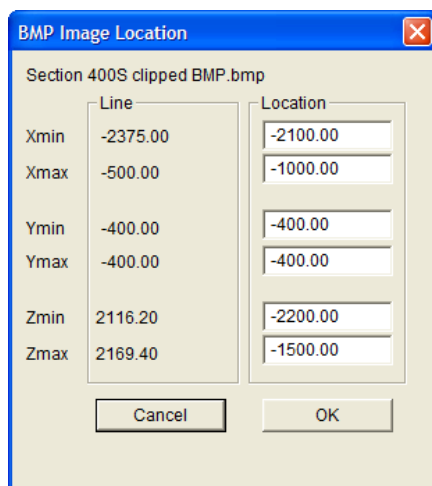 BMP Image Location
Section 400S clipped BMP.bmp
Line Location
Xmin -2375.00 -2100.00
Xmax -500.00 -1000.00
Ymin -400.00 -400.00
Ymax -400.00 -400.00
Zmin 2116.20 -2200.00
Zmax 2169.40 -1500.00
Cancel OK